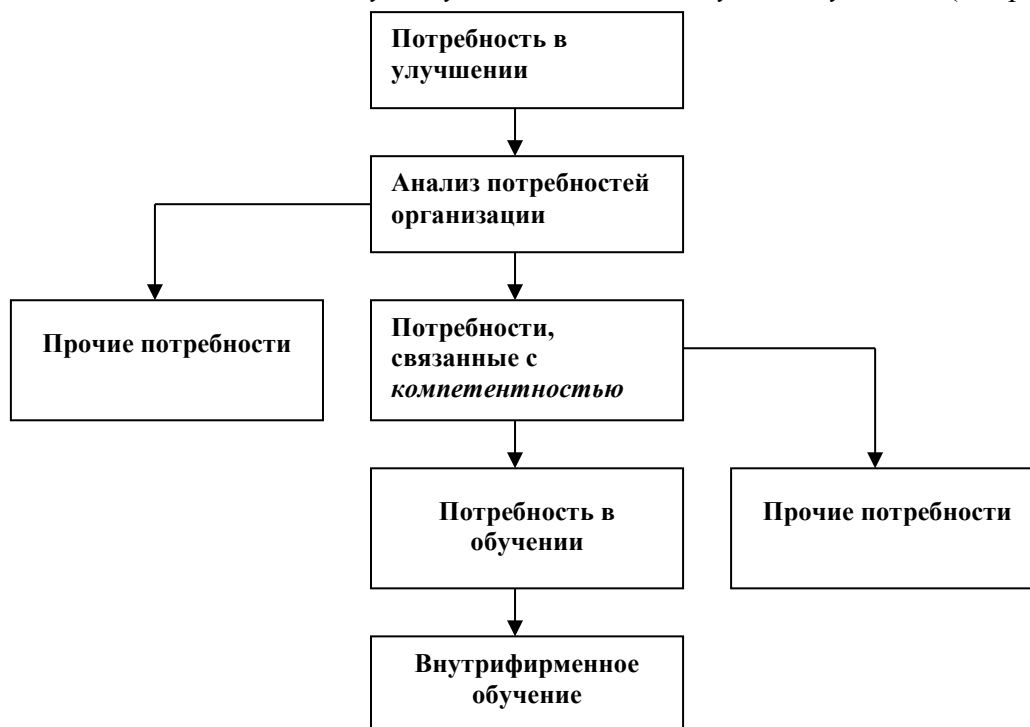 Потребность в
улучшении
Анализ потребностей
организации
Прочие потребности
Потребности,
связанные с
компетентностью
Потребность в
обучении
Прочие потребности
Внутрифирменное
обучение